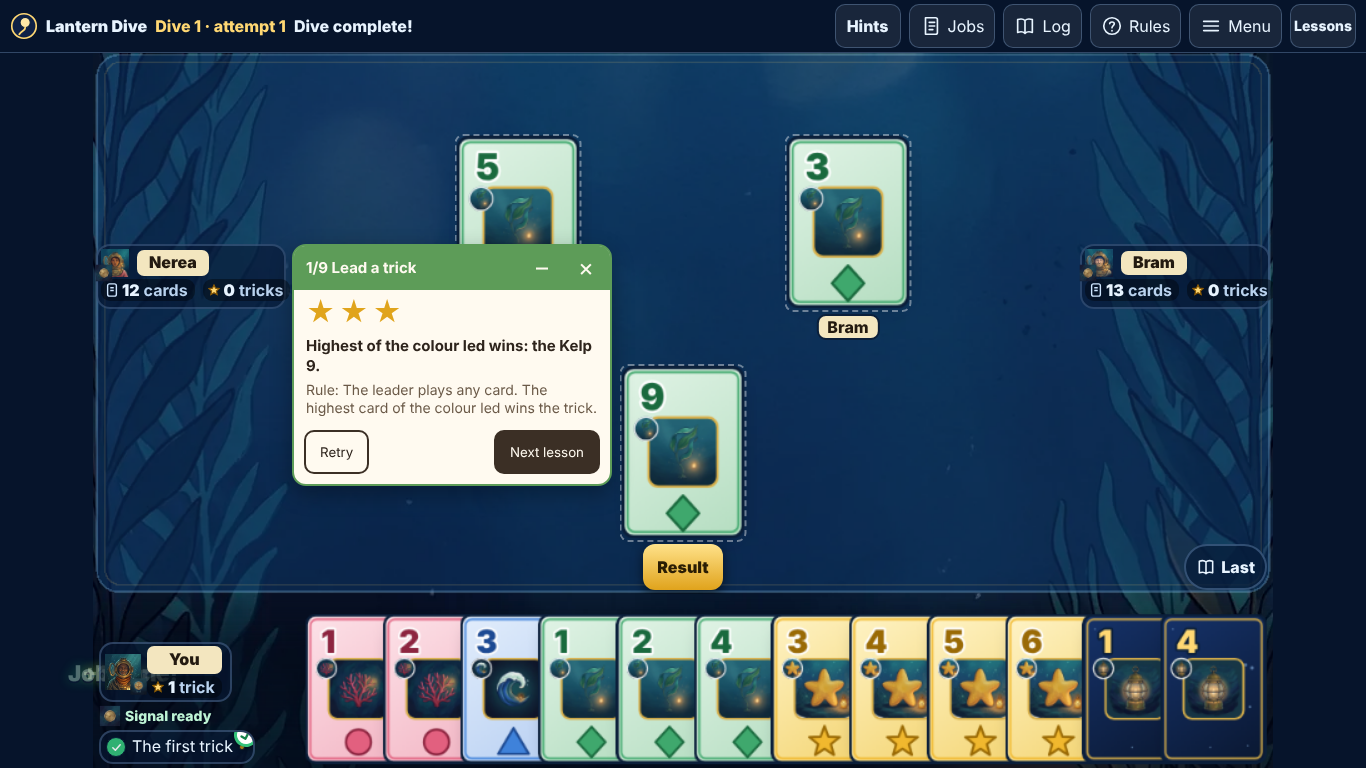 Lantern Dive Dive 1 · attempt 1 Dive complete!
Hints Jobs Log Rules Menu Lessons
5
3
Nerea
12 cards 0 tricks
Bram
13 cards 0 tricks
Bram
1/9 Lead a trick
Highest of the colour led wins: the Kelp
9.
Rule: The leader plays any card. The
highest card of the colour led wins the trick.
Retry Next lesson
9
Result
Last
1 2 3 1 2 4 3 4 5 6 1 4
You
1 trick
Signal ready
The first trick